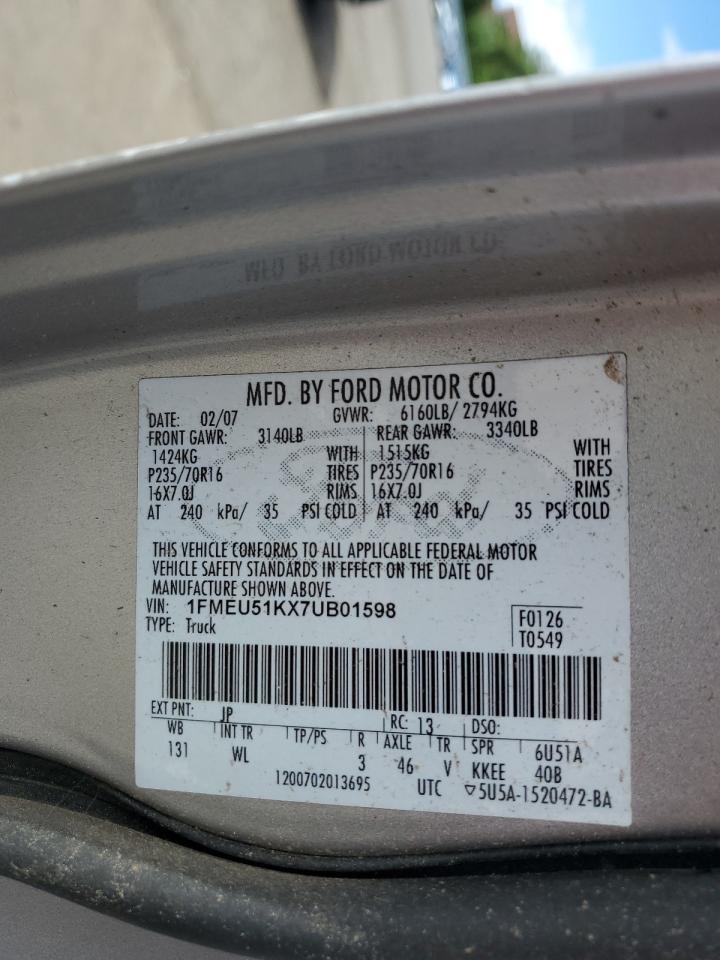 MFD. BY FORD MOTOR CO.
MFD. BY FORD MOTOR CO.
DATE: 02/07 GVWR: 6160LB/ 2794KG
FRONT GAWR: 3140LB REAR GAWR: 3340LB
1424KG WITH 1515KG WITH
P235/70R16 TIRES P235/70R16 TIRES
16X7.0J RIMS 16X7.0J RIMS
AT 240 kPa/ 35 PSI COLD AT 240 kPa/ 35 PSI COLD
THIS VEHICLE CONFORMS TO ALL APPLICABLE FEDERAL MOTOR
VEHICLE SAFETY STANDARDS IN EFFECT ON THE DATE OF
MANUFACTURE SHOWN ABOVE.
VIN: 1FMEU51KX7UB01598 F0126
TYPE: Truck T0549
EXT PNT: JP RC: 13 DSO:
WB INT TR TP/PS R AXLE TR SPR 6U51A
131 WL 3 46 V KKEE 40B
1200702013695 UTC ▽5U5A-1520472-BA